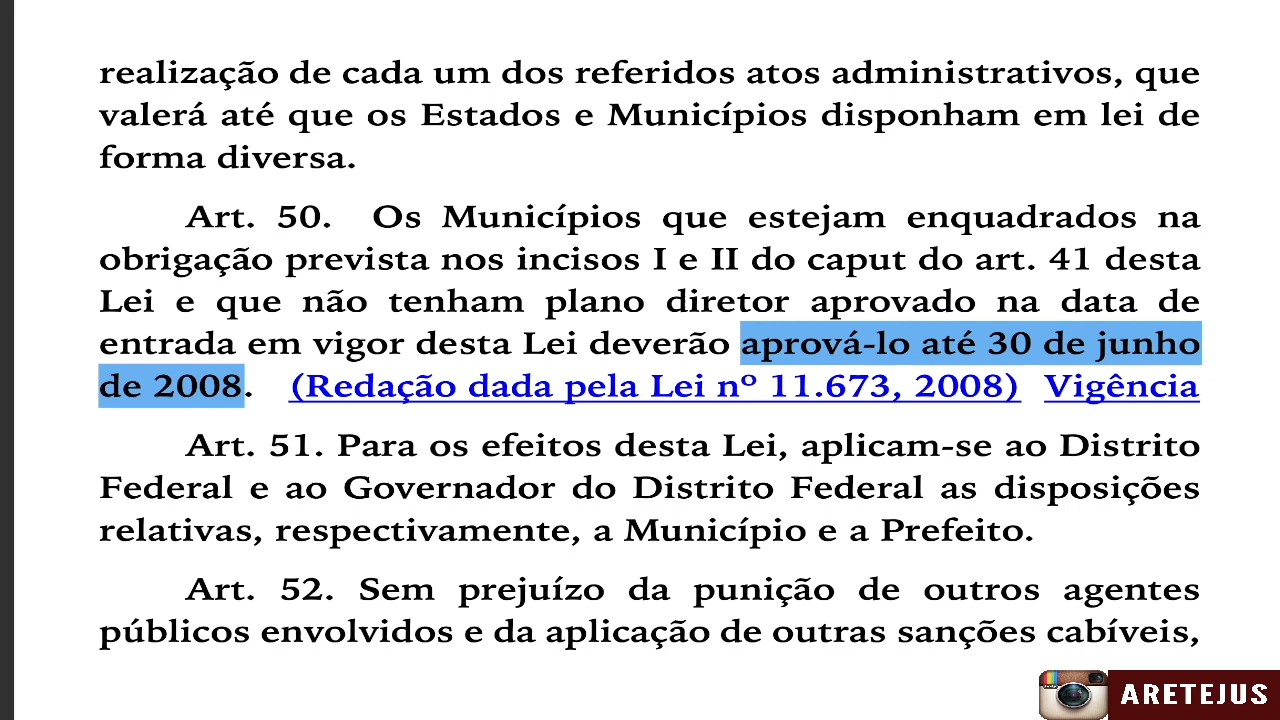 realização de cada um dos referidos atos administrativos, que
valerá até que os Estados e Municípios disponham em lei de
forma diversa.
Art. 50. Os Municípios que estejam enquadrados na
obrigação prevista nos incisos I e II do caput do art. 41 desta
Lei e que não tenham plano diretor aprovado na data de
entrada em vigor desta Lei deverão aprová-lo até 30 de junho
de 2008. (Redação dada pela Lei nº 11.673, 2008) Vigência
Art. 51. Para os efeitos desta Lei, aplicam-se ao Distrito
Federal e ao Governador do Distrito Federal as disposições
relativas, respectivamente, a Município e a Prefeito.
Art. 52. Sem prejuízo da punição de outros agentes
públicos envolvidos e da aplicação de outras sanções cabíveis,
ARETEJUS